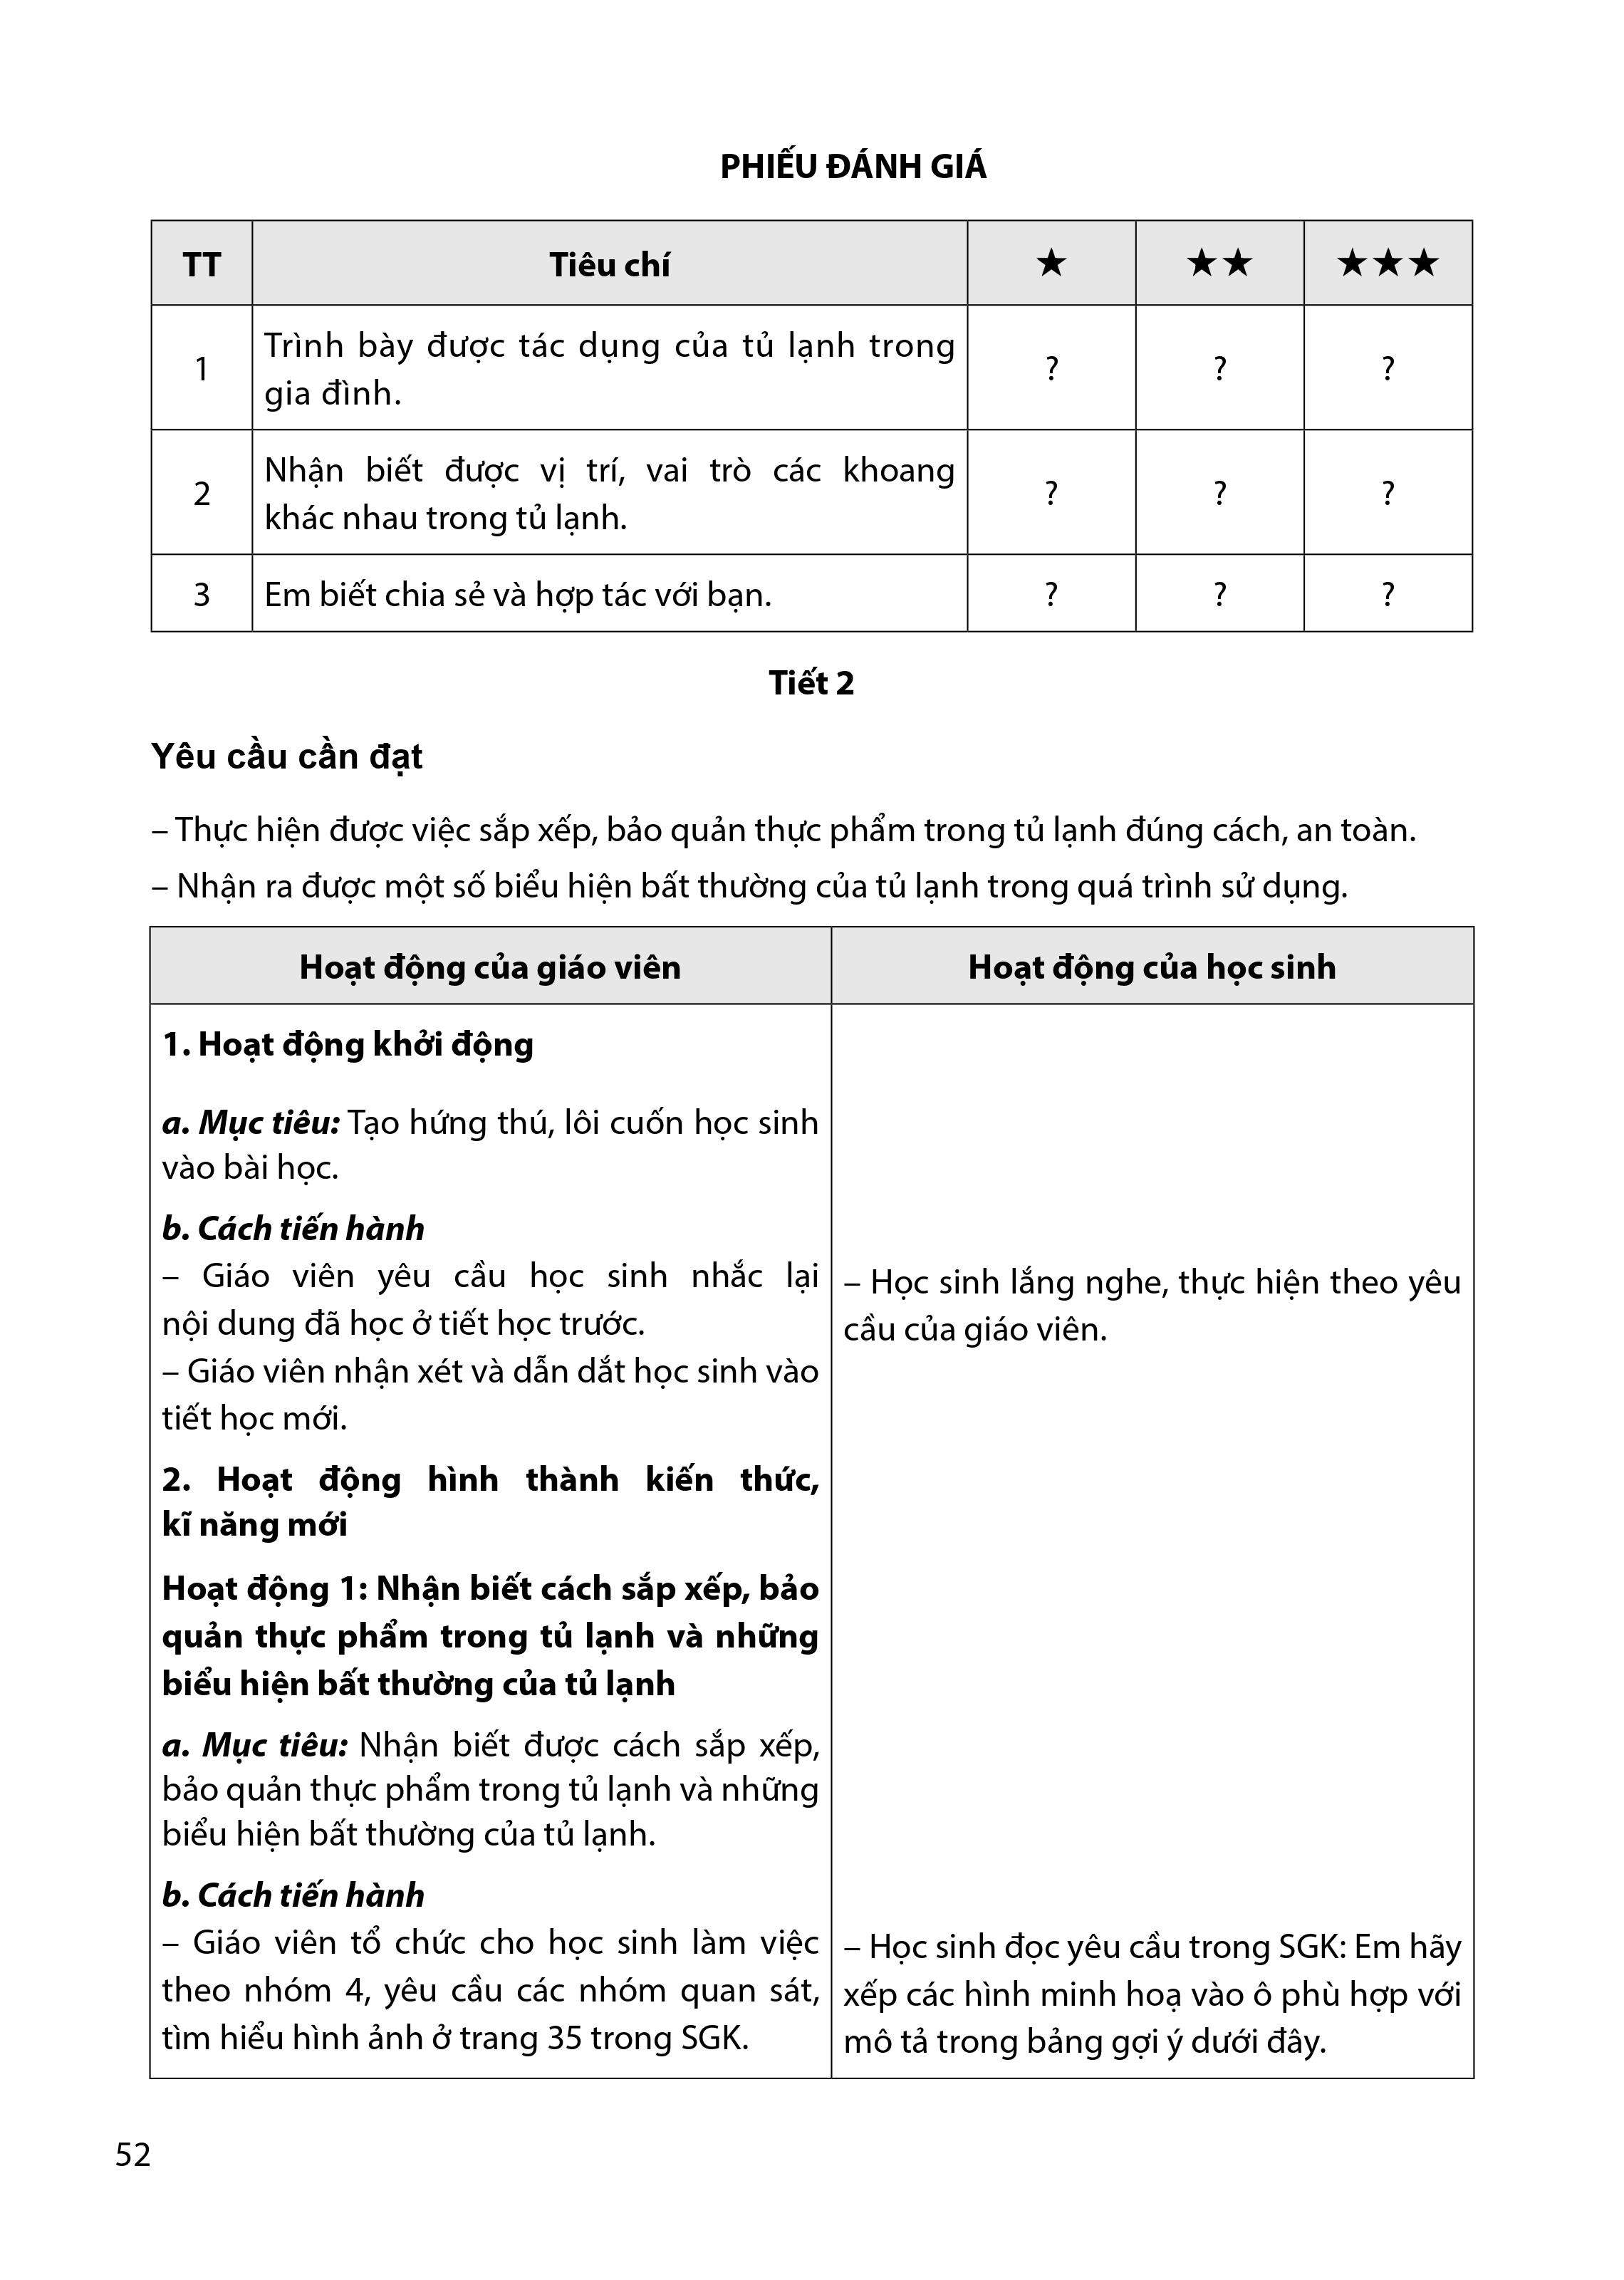 PHIẾU ĐÁNH GIÁ
TT Tiêu chí ★ ★★ ★★★
1 Trình bày được tác dụng của tủ lạnh trong
gia đình. ? ? ?
2 Nhận biết được vị trí, vai trò các khoang
khác nhau trong tủ lạnh. ? ? ?
3 Em biết chia sẻ và hợp tác với bạn. ? ? ?
Tiết 2
Yêu cầu cần đạt
– Thực hiện được việc sắp xếp, bảo quản thực phẩm trong tủ lạnh đúng cách, an toàn.
– Nhận ra được một số biểu hiện bất thường của tủ lạnh trong quá trình sử dụng.
Hoạt động của giáo viên
Hoạt động của học sinh
1. Hoạt động khởi động
a. Mục tiêu: Tạo hứng thú, lôi cuốn học sinh
vào bài học.
b. Cách tiến hành
– Giáo viên yêu cầu học sinh nhắc lại
nội dung đã học ở tiết học trước.
– Giáo viên nhận xét và dẫn dắt học sinh vào
tiết học mới.
2. Hoạt động hình thành kiến thức,
kĩ năng mới
Hoạt động 1: Nhận biết cách sắp xếp, bảo
quản thực phẩm trong tủ lạnh và những
biểu hiện bất thường của tủ lạnh
a. Mục tiêu: Nhận biết được cách sắp xếp,
bảo quản thực phẩm trong tủ lạnh và những
biểu hiện bất thường của tủ lạnh.
b. Cách tiến hành
– Giáo viên tổ chức cho học sinh làm việc
theo nhóm 4, yêu cầu các nhóm quan sát,
tìm hiểu hình ảnh ở trang 35 trong SGK.
– Học sinh lắng nghe, thực hiện theo yêu
cầu của giáo viên.
– Học sinh đọc yêu cầu trong SGK: Em hãy
xếp các hình minh hoạ vào ô phù hợp với
mô tả trong bảng gợi ý dưới đây.
52